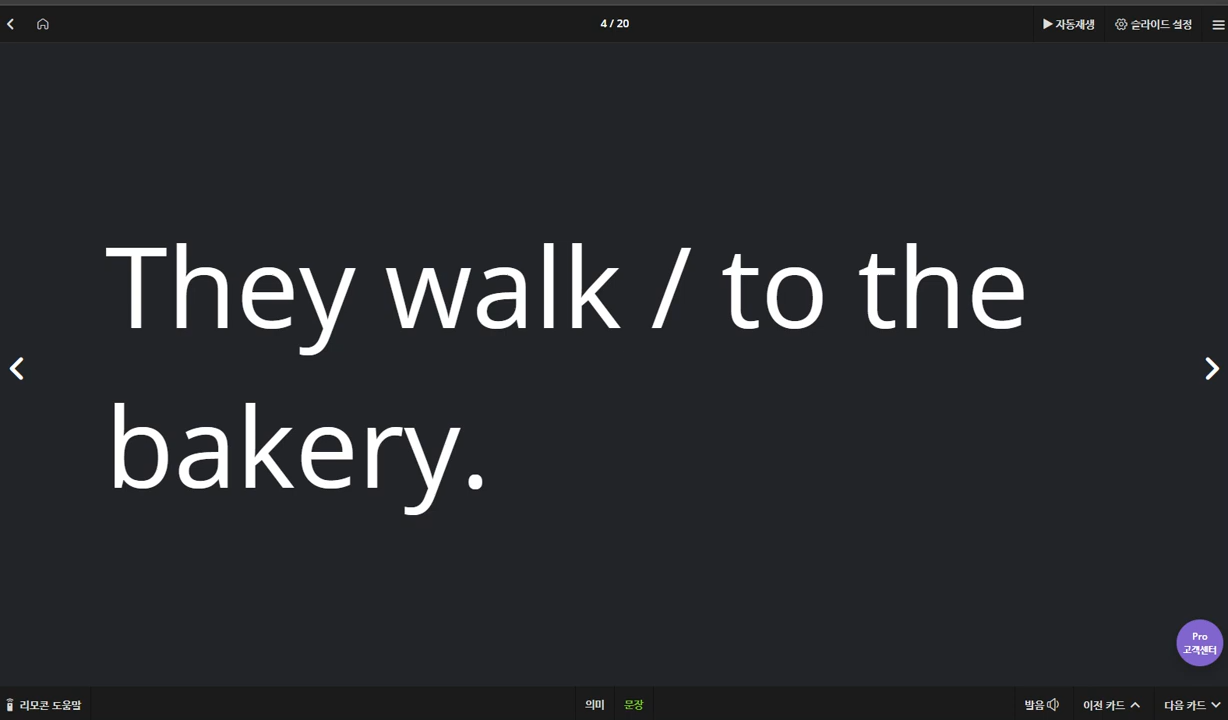 4 / 20
자동재생
슬라이드 설정
They walk / to the
bakery.
Pro
고객센터
리모콘 도움말
의미
문장
발음
이전 카드
다음 카드